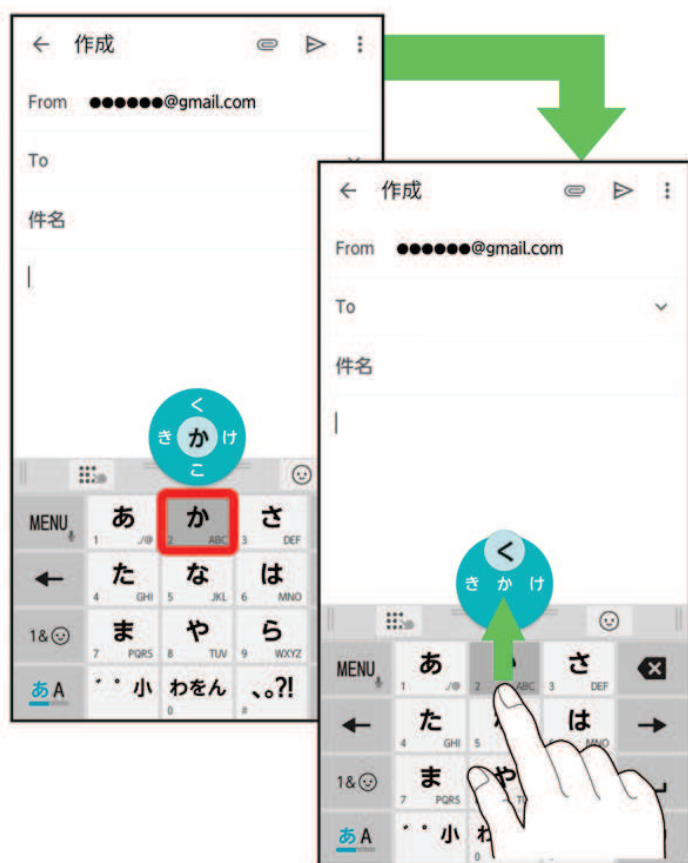 作成
From ●●●●●●@gmail.com
To
件名
く
き か け
こ
MENU あ か さ
1 ./@ 2 ABC 3 DEF
た な は
4 GHI 5 JKL 6 MNO
1& ま や ら
7 PQRS 8 TUV 9 WXYZ
あA ゛゜小 わをん 、。?!
0 #
作成
From ●●●●●●@gmail.com
To
件名
く
き か け
MENU あ さ
1 ./@ 2 ABC 3 DEF
た は
4 GHI 5 MNO
1& ま や
7 PQRS
あA ゛゜小